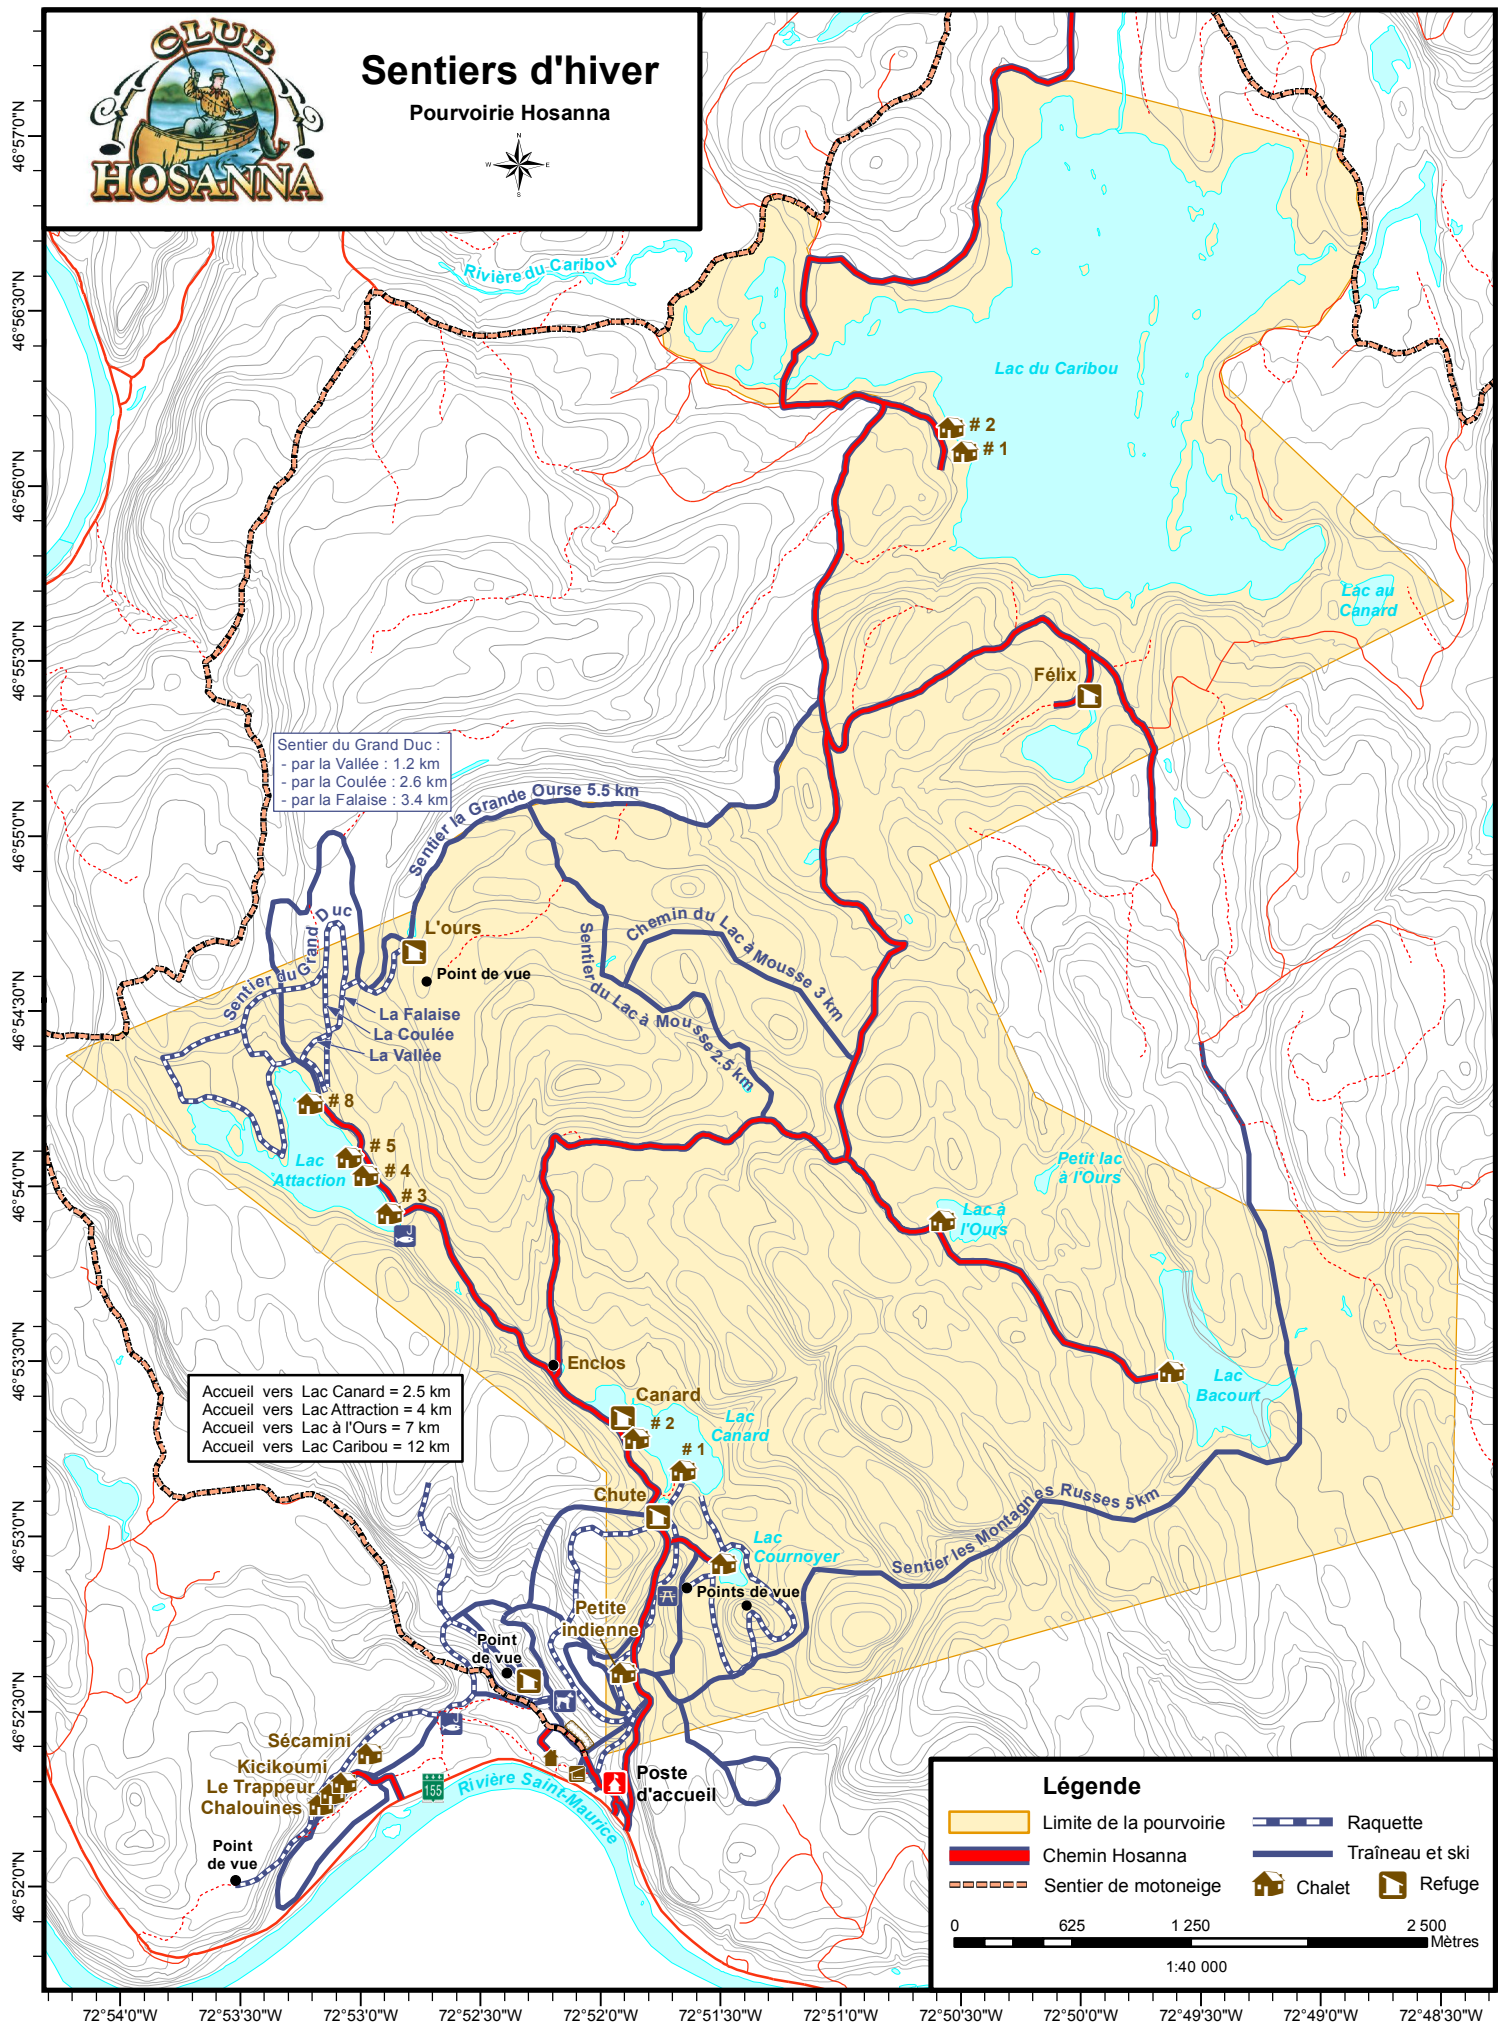 CLUB
HOSANNA
Sentiers d'hiver
Pourvoirie Hosanna
N
W
E
S
46°57'0"N
46°56'30"N
46°56'0"N
46°55'30"N
46°55'0"N
46°54'30"N
46°54'0"N
46°53'30"N
46°53'0"N
46°52'30"N
46°52'0"N
Rivière du Caribou
Lac du Caribou
# 2
# 1
Lac au
Canard
Félix
Sentier du Grand Duc :
- par la Vallée : 1.2 km
- par la Coulée : 2.6 km
- par la Falaise : 3.4 km
Sentier la Grande Ourse 5.5 km
Sentier du Grand Duc
L'ours
Point de vue
Chemin du Lac à Mousse 3 km
Sentier du Lac à Mousse 2.5 km
La Falaise
La Coulée
La Vallée
# 8
# 5
# 4
# 3
Lac
Attaction
Petit lac
à l'Ours
Lac à
l'Ours
Enclos
Lac
Bacourt
Accueil vers Lac Canard = 2.5 km
Accueil vers Lac Attraction = 4 km
Accueil vers Lac à l'Ours = 7 km
Accueil vers Lac Caribou = 12 km
Canard
# 2
# 1
Lac
Canard
Chute
Sentier les Montagnes Russes 5km
Lac
Cournoyer
Points de vue
Petite
indienne
Point
de vue
Sécamini
Kicikoumi
Le Trappeur
Chalouines
155
Rivière Saint-Maurice
Poste
d'accueil
Point
de vue
Légende
Limite de la pourvoirie
Raquette
Chemin Hosanna
Traîneau et ski
Sentier de motoneige
Chalet
Refuge
0
625
1 250
2 500
Mètres
1:40 000
72°54'0"W
72°53'30"W
72°53'0"W
72°52'30"W
72°52'0"W
72°51'30"W
72°51'0"W
72°50'30"W
72°50'0"W
72°49'30"W
72°49'0"W
72°48'30"W